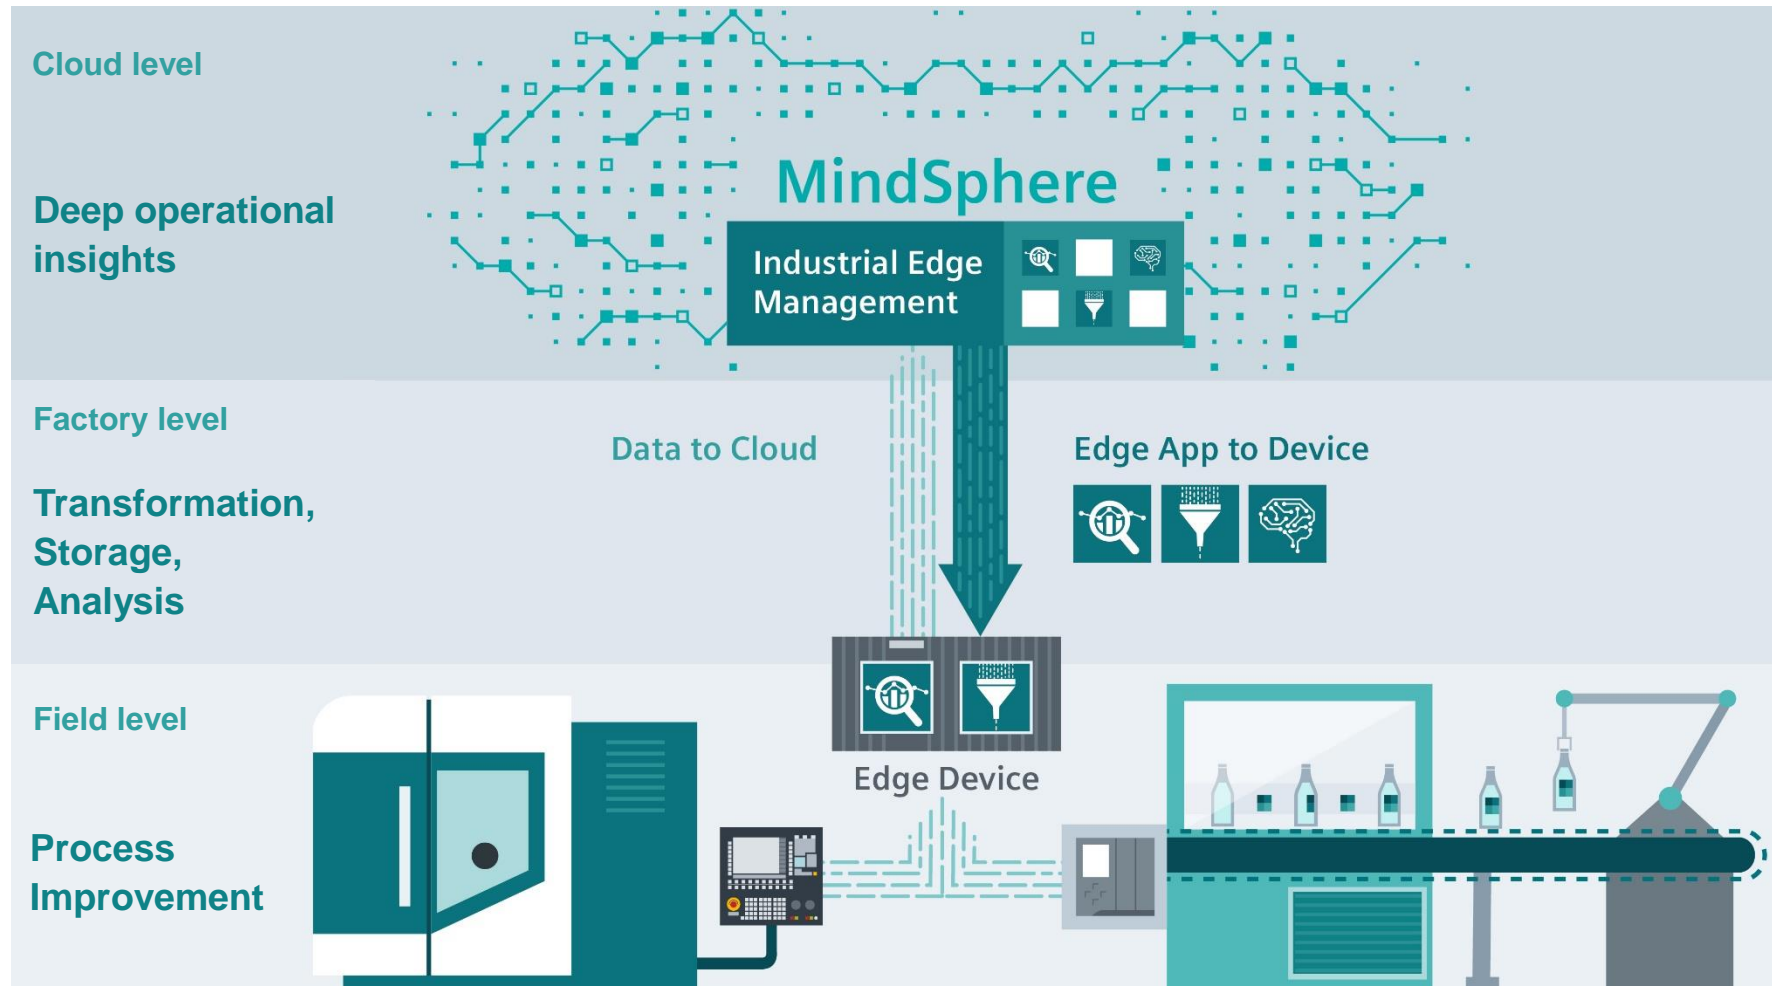 Cloud level
Deep operational
insights
MindSphere
Industrial Edge
Management
Factory level
Transformation,
Storage,
Analysis
Data to Cloud
Edge App to Device
Field level
Process
Improvement
Edge Device